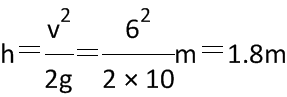 h = v²/2g = 6²/(2 × 10) m = 1.8m